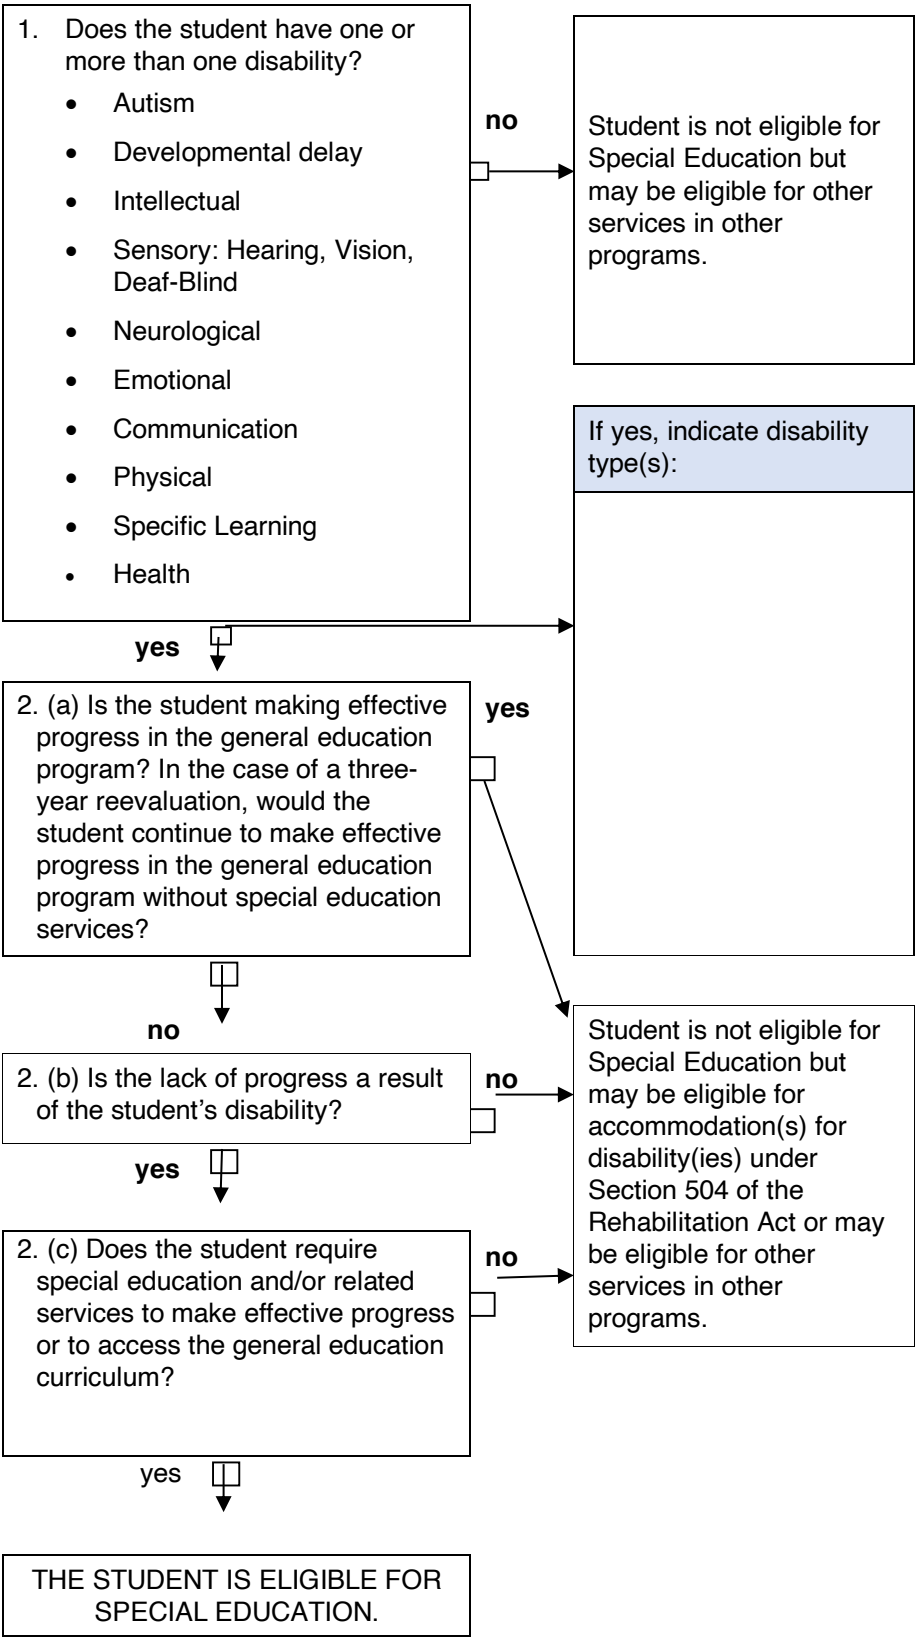 1. Does the student have one or
more than one disability?
• Autism
• Developmental delay
• Intellectual
• Sensory: Hearing, Vision,
Deaf-Blind
• Neurological
• Emotional
• Communication
• Physical
• Specific Learning
• Health
no
Student is not eligible for
Special Education but
may be eligible for other
services in other
programs.
If yes, indicate disability
type(s):
yes
2. (a) Is the student making effective
progress in the general education
program? In the case of a three-
year reevaluation, would the
student continue to make effective
progress in the general education
program without special education
services?
yes
no
2. (b) Is the lack of progress a result
of the student’s disability?
no
Student is not eligible for
Special Education but
may be eligible for
accommodation(s) for
disability(ies) under
Section 504 of the
Rehabilitation Act or may
be eligible for other
services in other
programs.
yes
2. (c) Does the student require
special education and/or related
services to make effective progress
or to access the general education
curriculum?
no
yes
THE STUDENT IS ELIGIBLE FOR
SPECIAL EDUCATION.